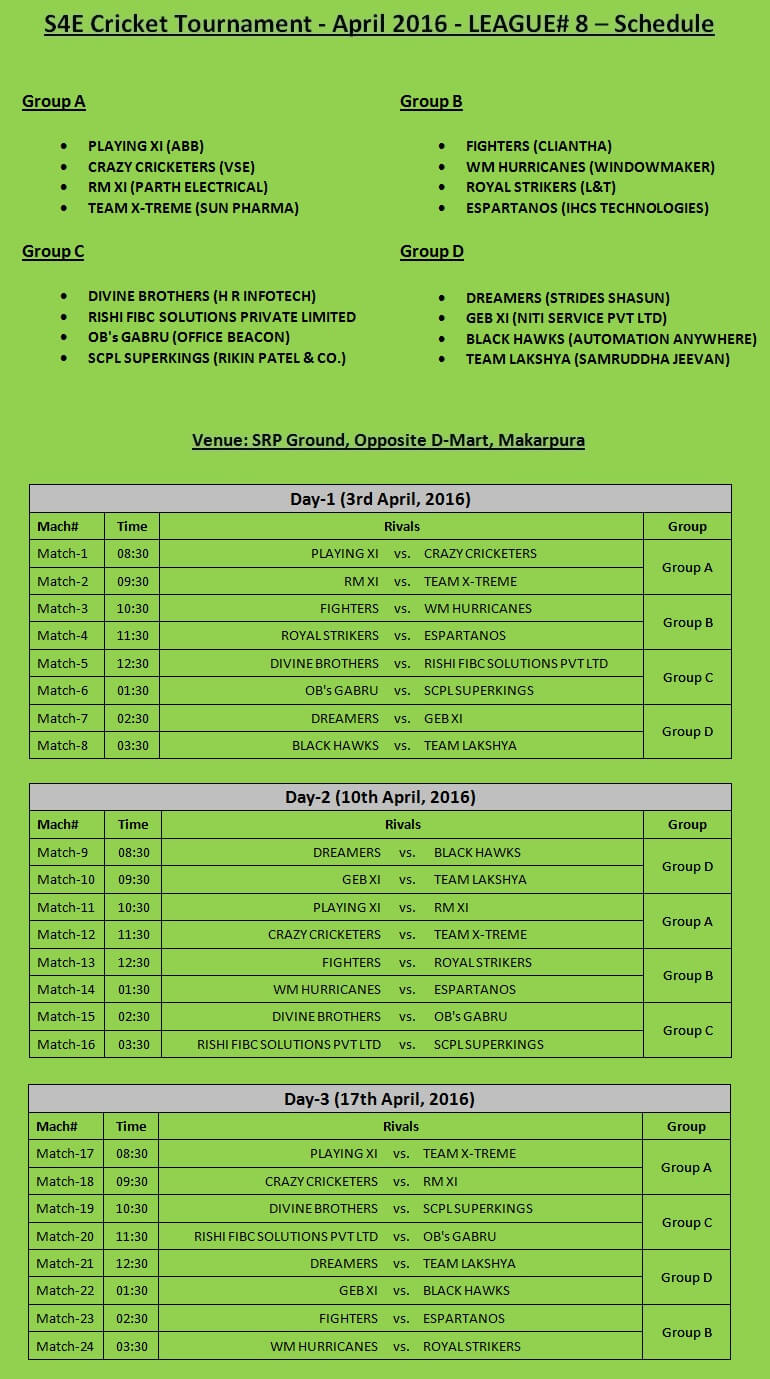 S4E Cricket Tournament - April 2016 - LEAGUE# 8 – Schedule
Group A
• PLAYING XI (ABB)
• CRAZY CRICKETERS (VSE)
• RM XI (PARTH ELECTRICAL)
• TEAM X-TREME (SUN PHARMA)
Group B
• FIGHTERS (CLIANTHA)
• WM HURRICANES (WINDOWMAKER)
• ROYAL STRIKERS (L&T)
• ESPARTANOS (IHCS TECHNOLOGIES)
Group C
• DIVINE BROTHERS (H R INFOTECH)
• RISHI FIBC SOLUTIONS PRIVATE LIMITED
• OB's GABRU (OFFICE BEACON)
• SCPL SUPERKINGS (RIKIN PATEL & CO.)
Group D
• DREAMERS (STRIDES SHASUN)
• GEB XI (NITI SERVICE PVT LTD)
• BLACK HAWKS (AUTOMATION ANYWHERE)
• TEAM LAKSHYA (SAMRUDDHA JEEVAN)
Venue: SRP Ground, Opposite D-Mart, Makarpura
Day-1 (3rd April, 2016)
Mach# Time Rivals Group
Match-1 08:30 PLAYING XI vs. CRAZY CRICKETERS Group A
Match-2 09:30 RM XI vs. TEAM X-TREME
Match-3 10:30 FIGHTERS vs. WM HURRICANES Group B
Match-4 11:30 ROYAL STRIKERS vs. ESPARTANOS
Match-5 12:30 DIVINE BROTHERS vs. RISHI FIBC SOLUTIONS PVT LTD Group C
Match-6 01:30 OB's GABRU vs. SCPL SUPERKINGS
Match-7 02:30 DREAMERS vs. GEB XI Group D
Match-8 03:30 BLACK HAWKS vs. TEAM LAKSHYA
Day-2 (10th April, 2016)
Mach# Time Rivals Group
Match-9 08:30 DREAMERS vs. BLACK HAWKS Group D
Match-10 09:30 GEB XI vs. TEAM LAKSHYA
Match-11 10:30 PLAYING XI vs. RM XI Group A
Match-12 11:30 CRAZY CRICKETERS vs. TEAM X-TREME
Match-13 12:30 FIGHTERS vs. ROYAL STRIKERS Group B
Match-14 01:30 WM HURRICANES vs. ESPARTANOS
Match-15 02:30 DIVINE BROTHERS vs. OB's GABRU Group C
Match-16 03:30 RISHI FIBC SOLUTIONS PVT LTD vs. SCPL SUPERKINGS
Day-3 (17th April, 2016)
Mach# Time Rivals Group
Match-17 08:30 PLAYING XI vs. TEAM X-TREME Group A
Match-18 09:30 CRAZY CRICKETERS vs. RM XI
Match-19 10:30 DIVINE BROTHERS vs. SCPL SUPERKINGS Group C
Match-20 11:30 RISHI FIBC SOLUTIONS PVT LTD vs. OB's GABRU
Match-21 12:30 DREAMERS vs. TEAM LAKSHYA Group D
Match-22 01:30 GEB XI vs. BLACK HAWKS
Match-23 02:30 FIGHTERS vs. ESPARTANOS Group B
Match-24 03:30 WM HURRICANES vs. ROYAL STRIKERS